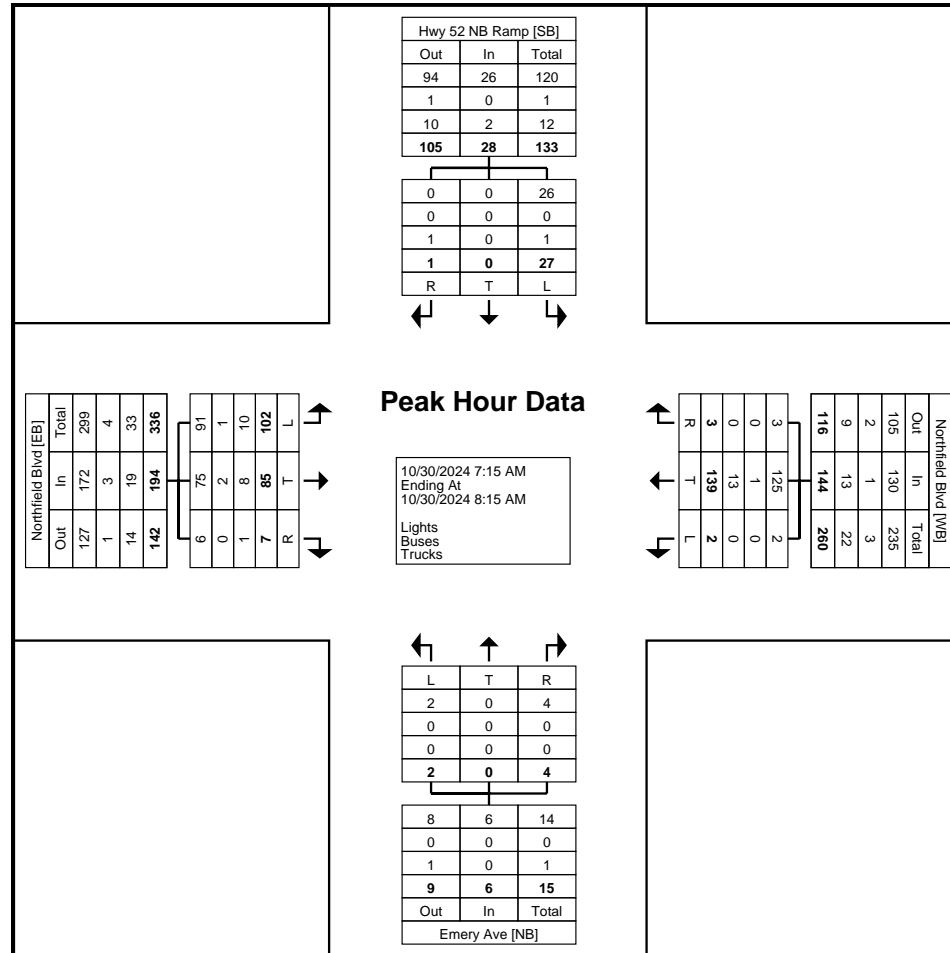 Hwy 52 NB Ramp [SB]
Out In Total
94 26 120
1 0 1
10 2 12
105 28 133
0 0 26
0 0 0
1 0 1
1 0 27
R T L
Peak Hour Data
10/30/2024 7:15 AM
Ending At
10/30/2024 8:15 AM
Lights
Buses
Trucks
Northfield Blvd [EB]
Out In Total
127 172 299
1 3 4
14 19 33
142 194 336
6 75 91
0 2 1
1 8 10
7 85 102
R T L
Northfield Blvd [WB]
Out In Total
105 130 235
2 1 3
9 13 22
116 144 260
3 125 2
0 1 0
0 13 0
3 139 2
R T L
L T R
2 0 4
0 0 0
0 0 0
2 0 4
8 6 14
0 0 0
1 0 1
9 6 15
Out In Total
Emery Ave [NB]